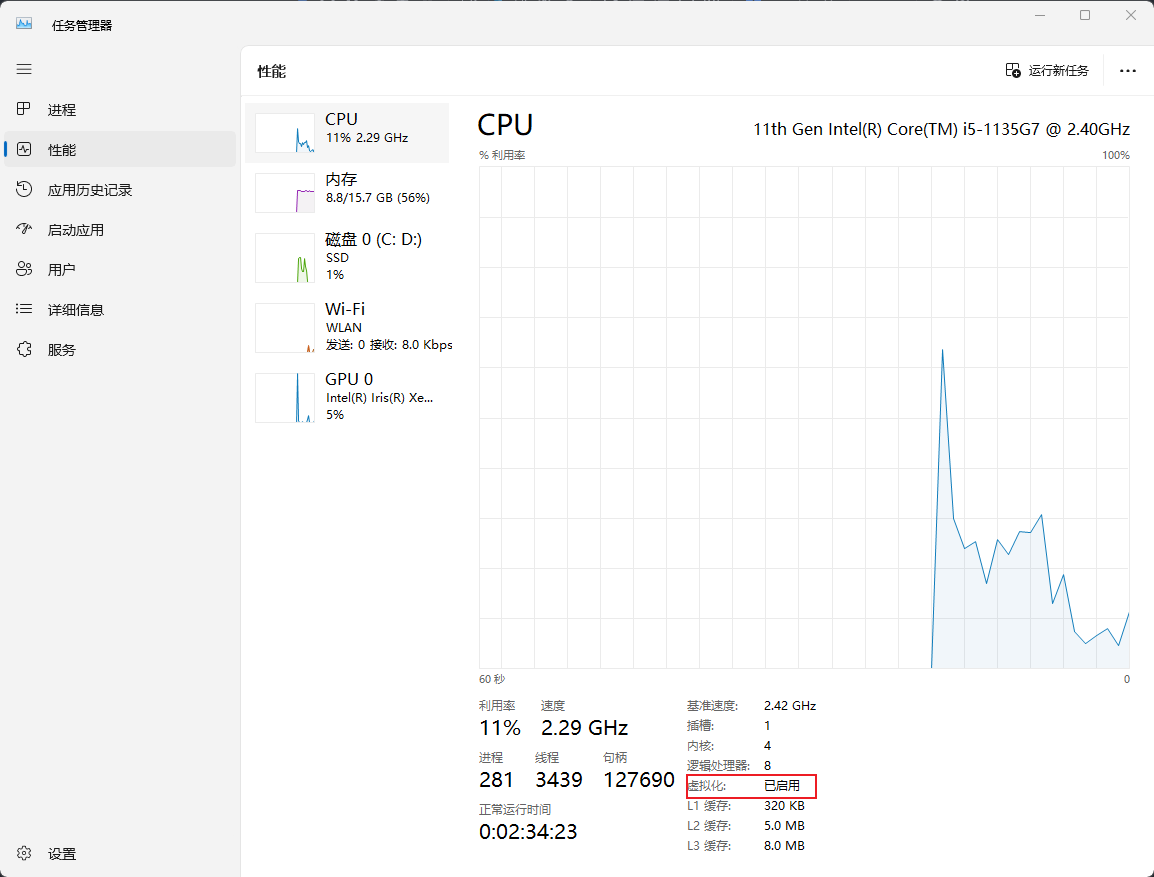 任务管理器
进程
性能
应用历史记录
启动应用
用户
详细信息
服务
设置
性能
运行新任务
CPU
11% 2.29 GHz
内存
8.8/15.7 GB (56%)
磁盘 0 (C: D:)
SSD
1%
Wi-Fi
WLAN
发送: 0 接收: 8.0 Kbps
GPU 0
Intel(R) Iris(R) Xe...
5%
CPU 11th Gen Intel(R) Core(TM) i5-1135G7 @ 2.40GHz
% 利用率 100%
60 秒 0
利用率 速度
11% 2.29 GHz
进程 线程 句柄
281 3439 127690
正常运行时间
0:02:34:23
基准速度: 2.42 GHz
插槽: 1
内核: 4
逻辑处理器: 8
虚拟化: 已启用
L1 缓存: 320 KB
L2 缓存: 5.0 MB
L3 缓存: 8.0 MB